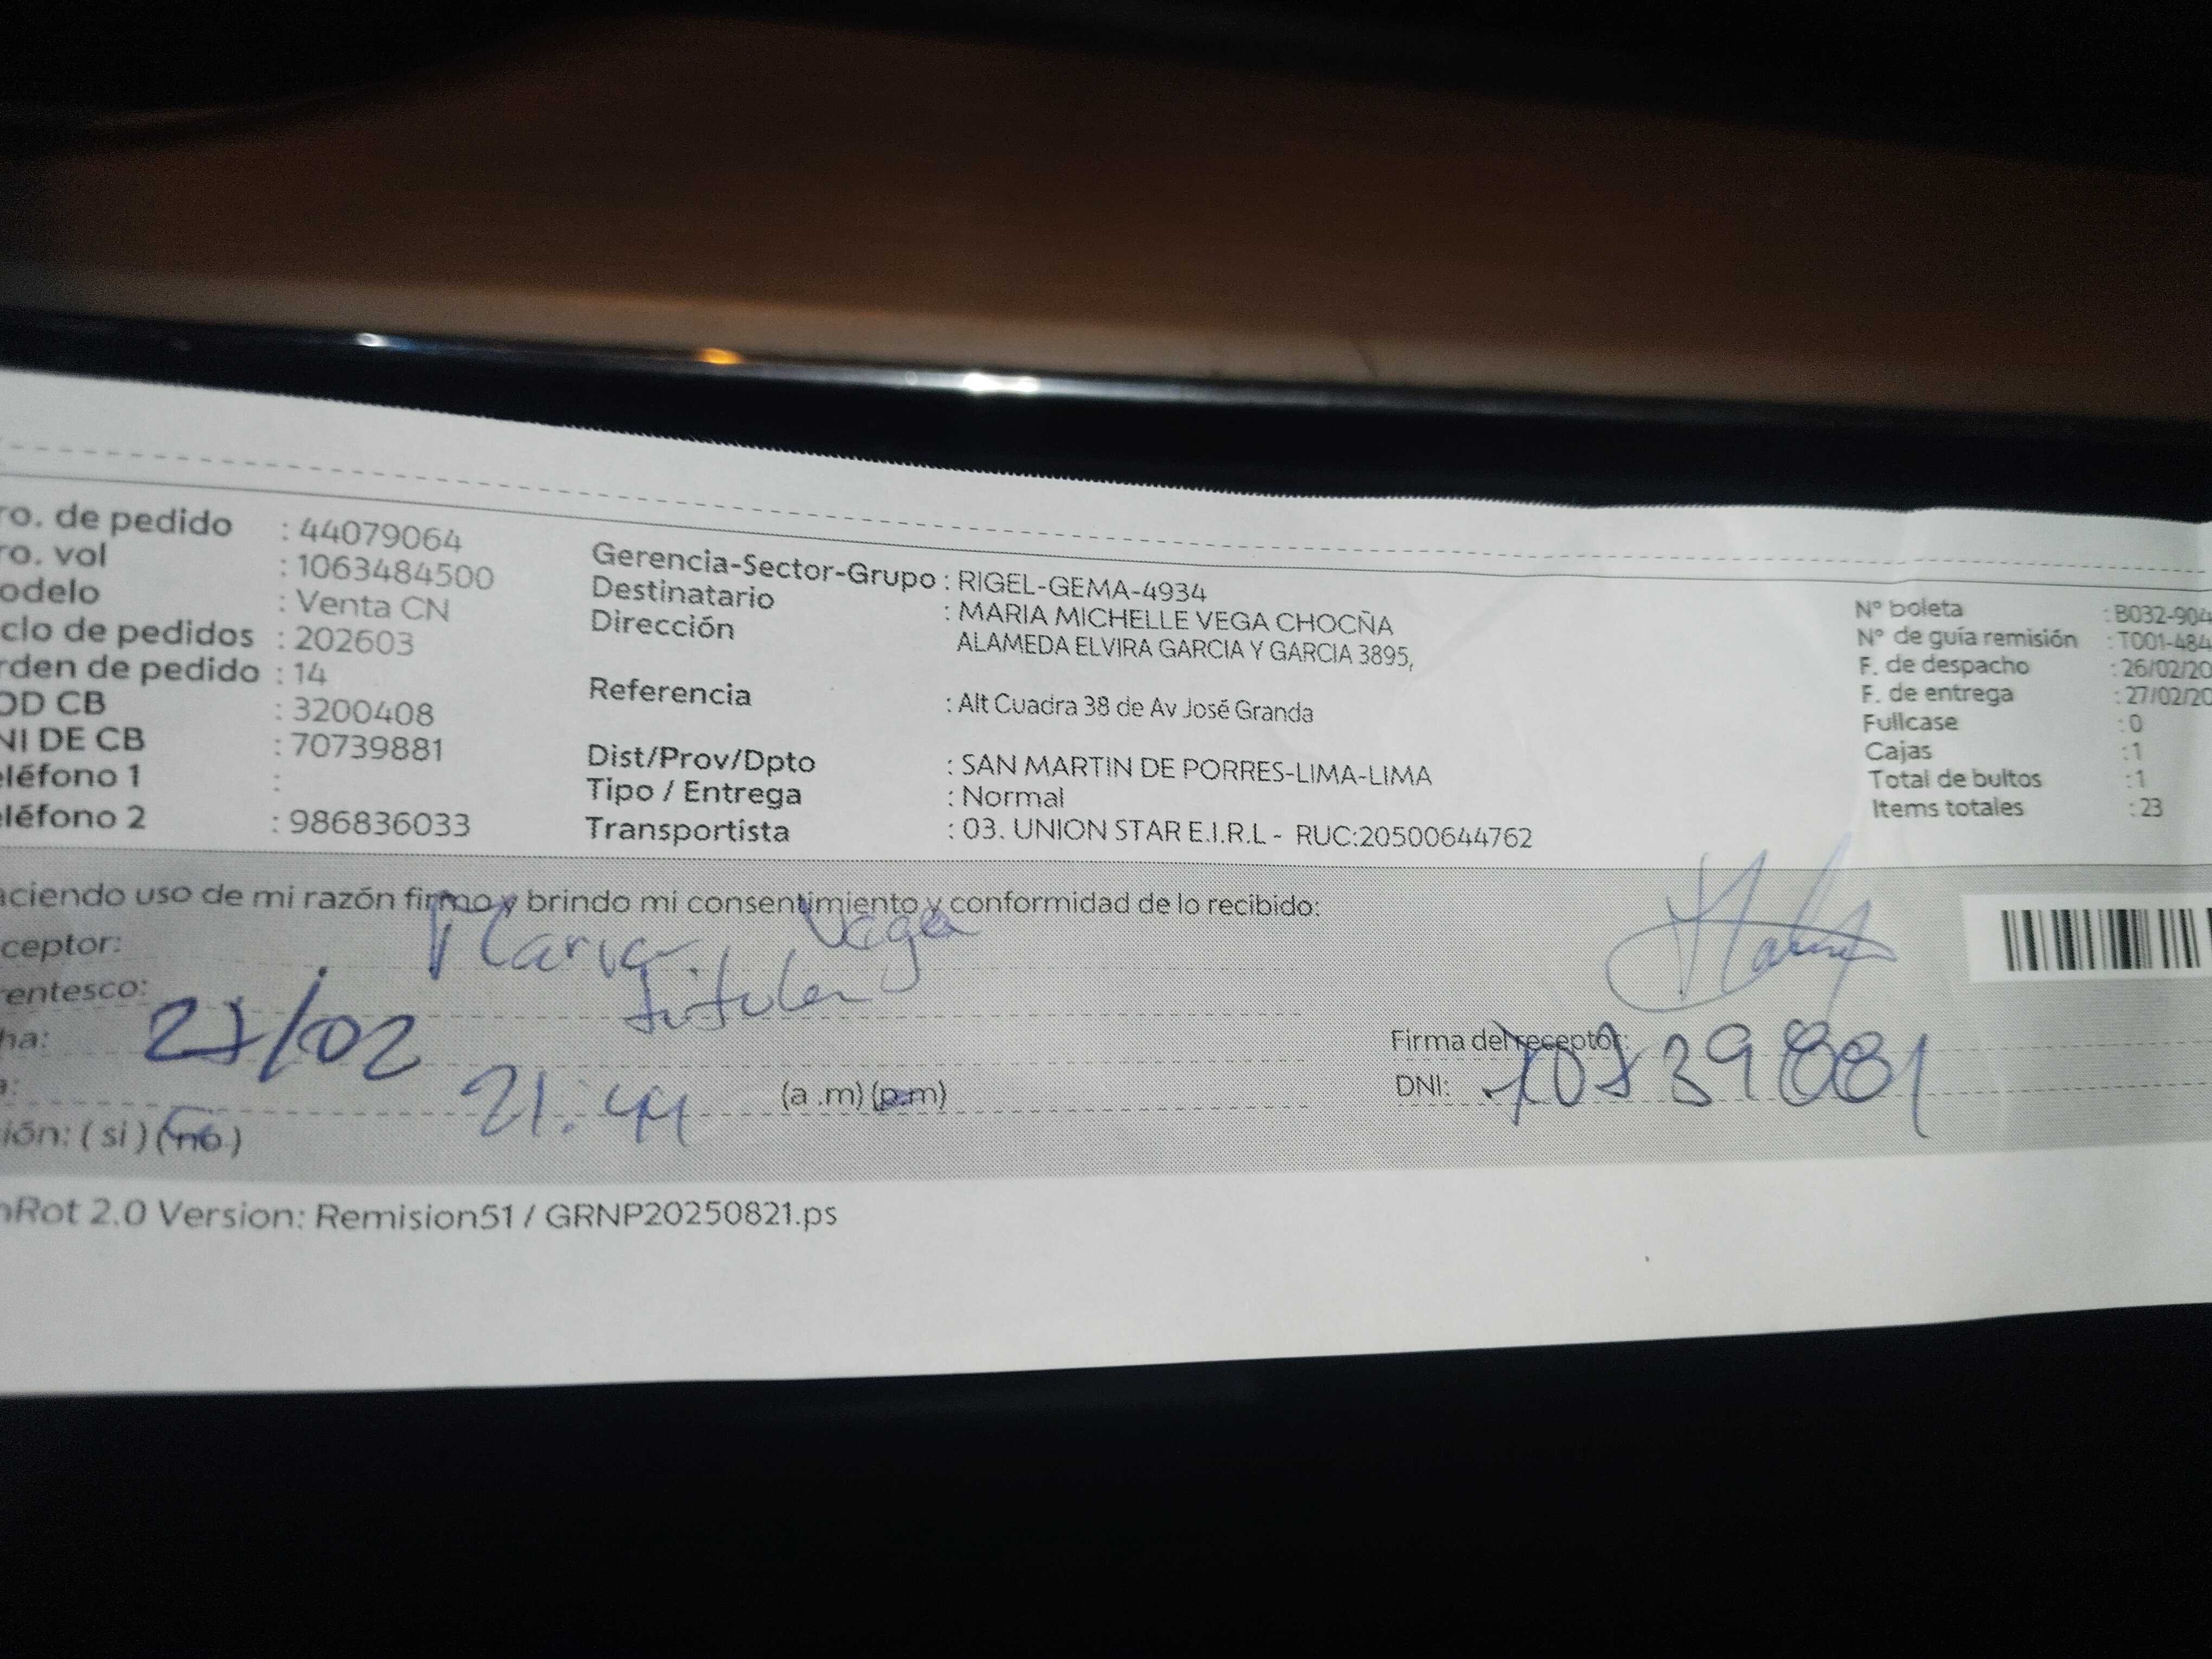 ro. de pedido : 44079064
ro. vol : 1063484500
odelo : Venta CN
clo de pedidos : 202603
rden de pedido : 14
OD CB : 3200408
NI DE CB : 70739881
eléfono 1 :
eléfono 2 : 986836033
Gerencia-Sector-Grupo : RIGEL-GEMA-4934
Destinatario : MARIA MICHELLE VEGA CHOCÑA
Dirección ALAMEDA ELVIRA GARCIA Y GARCIA 3895,
Referencia : Alt Cuadra 38 de Av José Granda
Dist/Prov/Dpto : SAN MARTIN DE PORRES-LIMA-LIMA
Tipo / Entrega : Normal
Transportista : 03. UNION STAR E.I.R.L - RUC:20500644762
Nº boleta : B032-904
Nº de guía remisión : T001-484
F. de despacho : 26/02/20
F. de entrega : 27/02/20
Fullcase : 0
Cajas : 1
Total de bultos : 1
Items totales : 23
aciendo uso de mi razón firmo y brindo mi consentimiento y conformidad de lo recibido:
ceptor: Maria Vega
rentesco: titular
ha: 27/02
a: 21:44 (a .m) (p.m)
ión: ( si ) ( no )
Firma del receptor:
DNI: 70739881
nRot 2.0 Version: Remision51 / GRNP20250821.ps